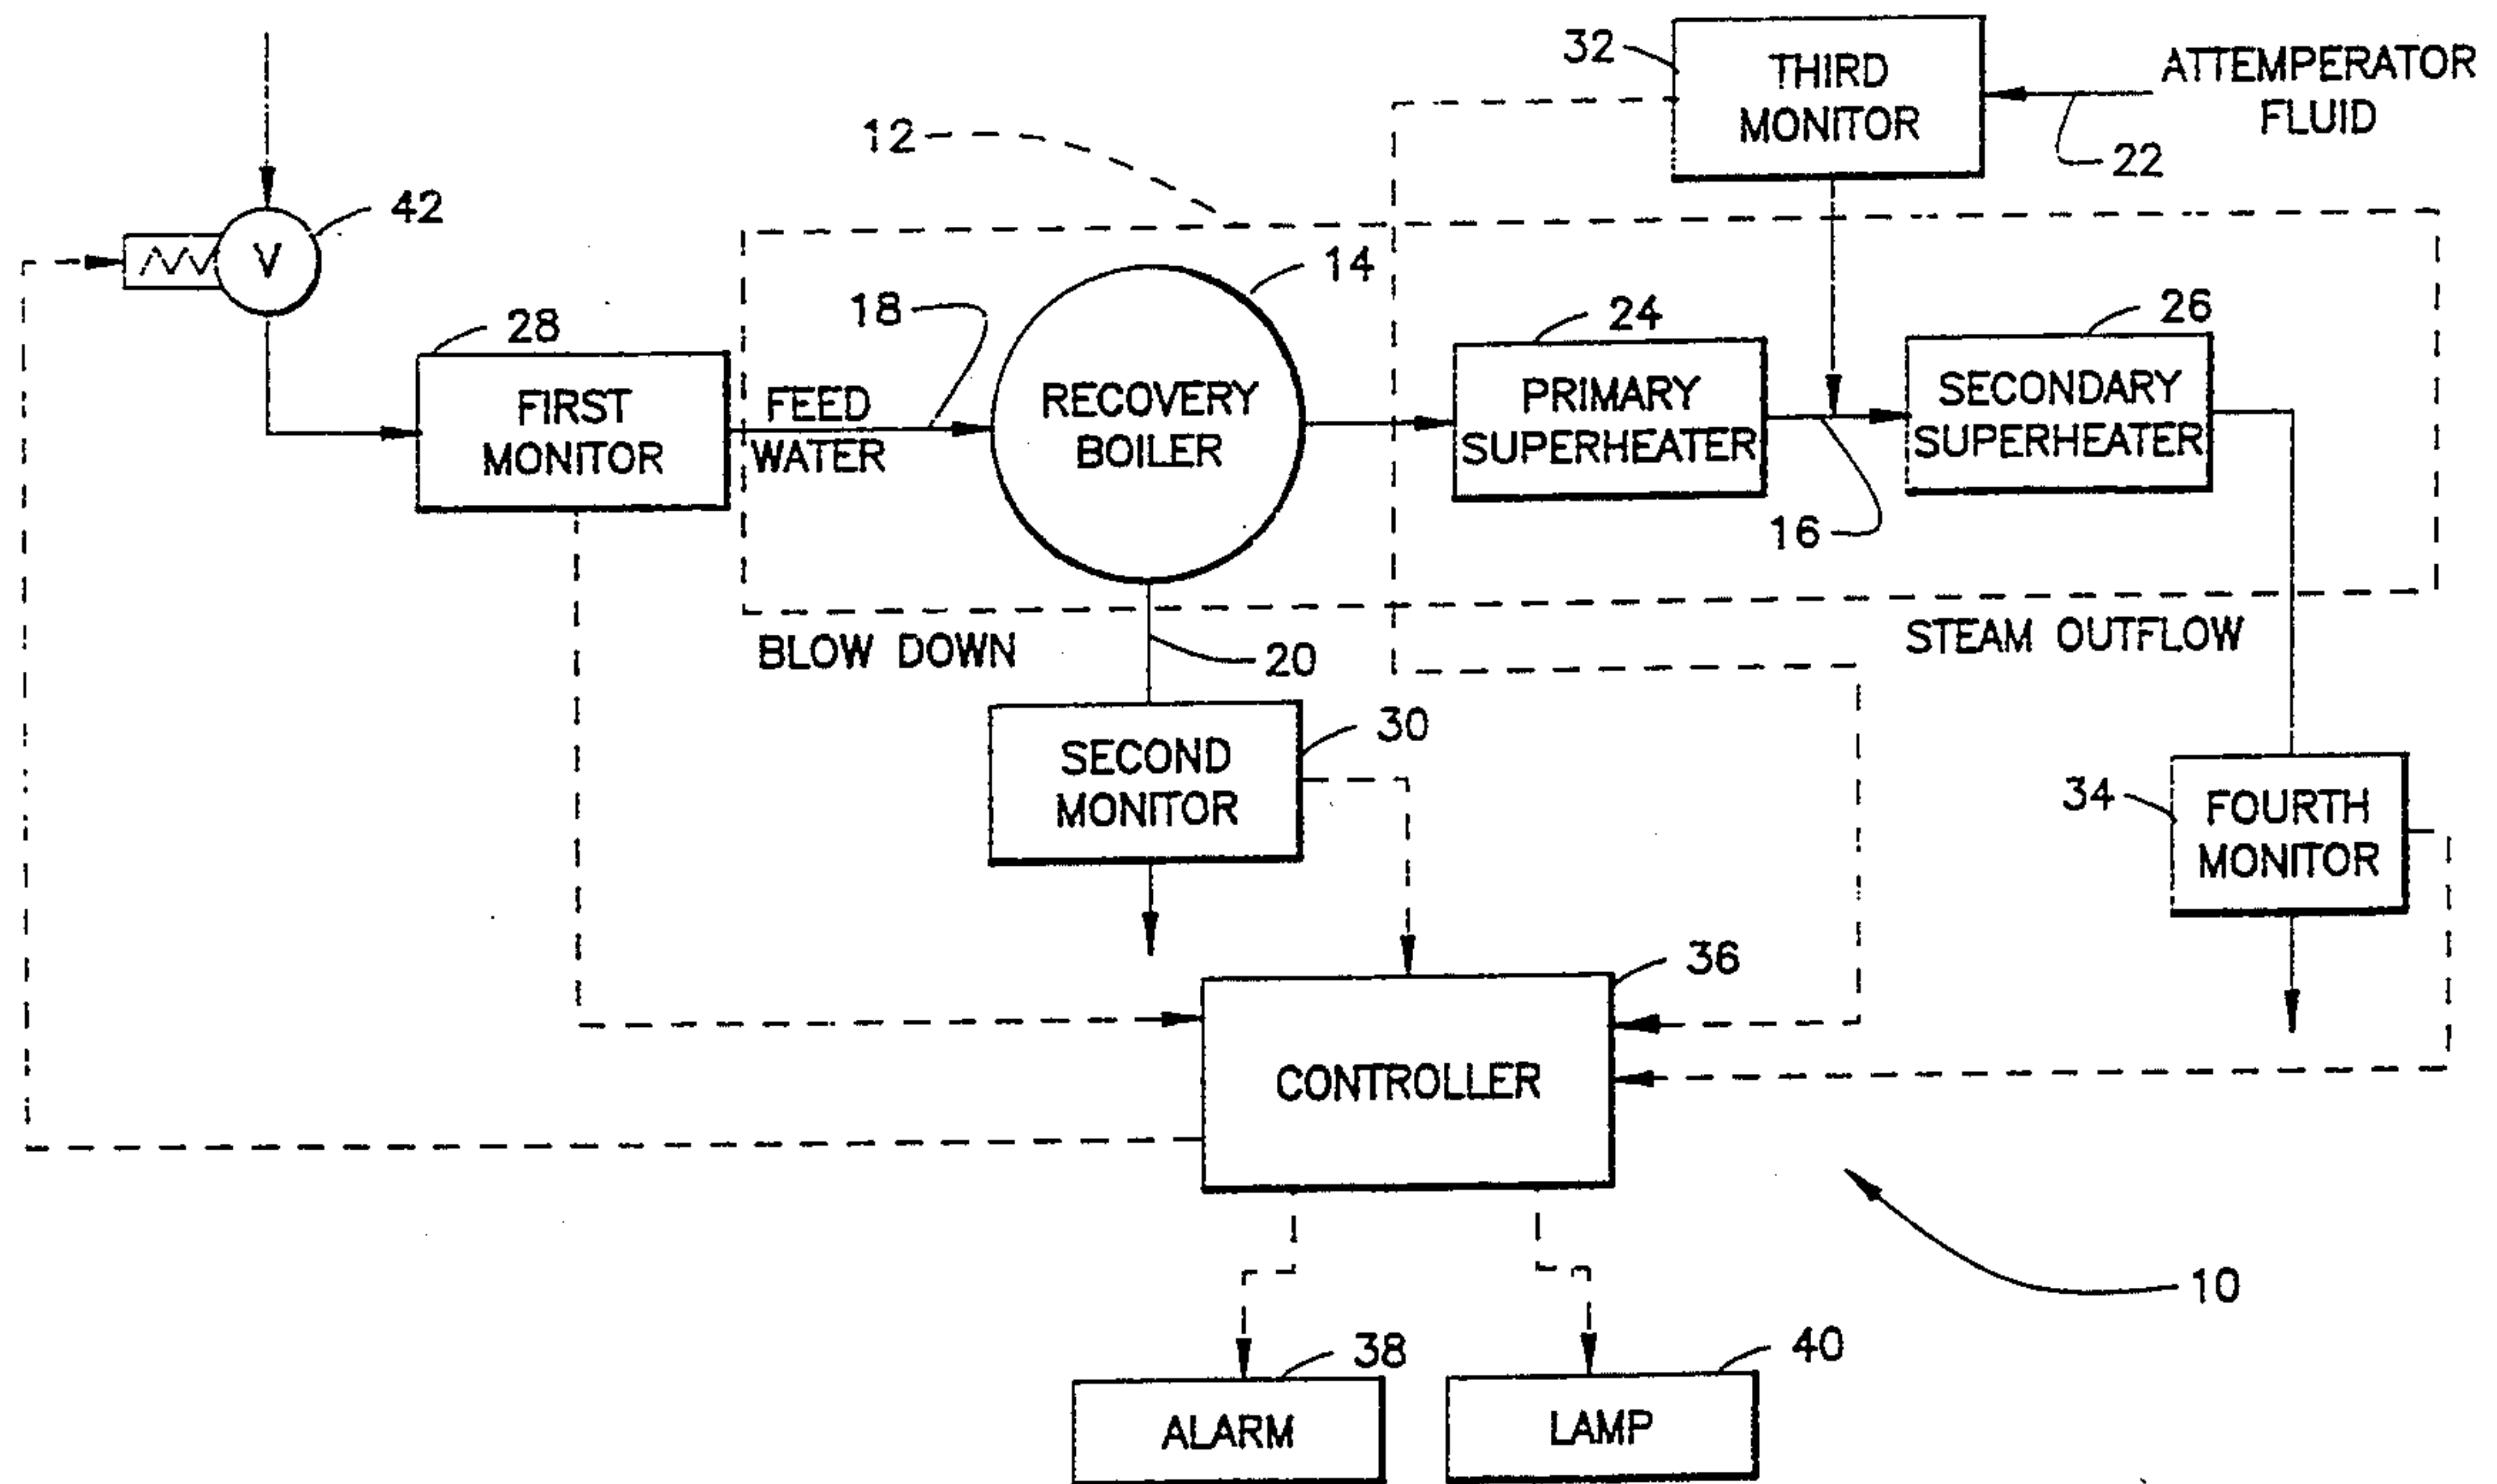 32
THIRD
MONITOR
ATTEMPERATOR
FLUID
22
12
42
V
14
18
28
24
26
FIRST
MONITOR
FEED
WATER
RECOVERY
BOILER
PRIMARY
SUPERHEATER
SECONDARY
SUPERHEATER
16
BLOW DOWN
20
STEAM OUTFLOW
30
SECOND
MONITOR
34
FOURTH
MONITOR
36
CONTROLLER
10
38
40
ALARM
LAMP